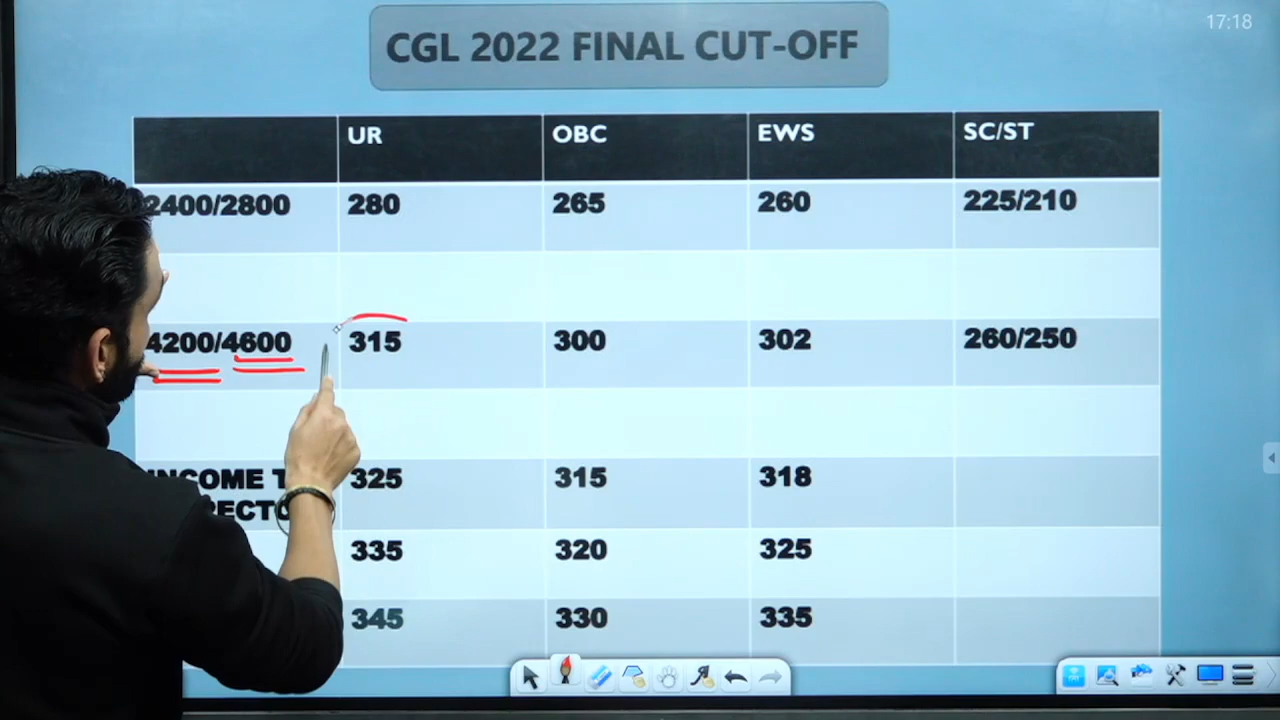 17:18
CGL 2022 FINAL CUT-OFF
UR OBC EWS SC/ST
2400/2800 280 265 260 225/210
4200/4600 315 300 302 260/250
INCOME 325 315 318
335 320 325
345 330 335